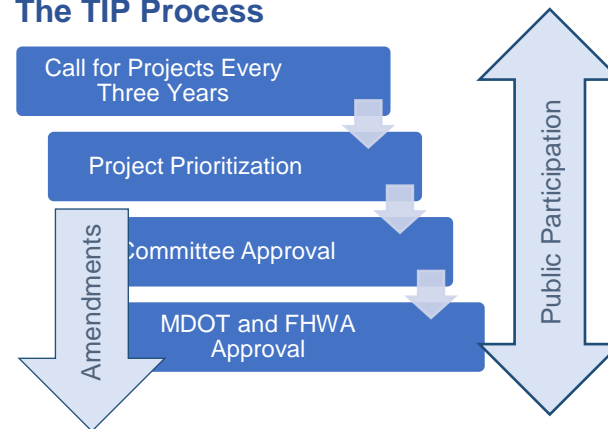 The TIP Process
Call for Projects Every
Three Years
Project Prioritization
Committee Approval
MDOT and FHWA
Approval
Amendments
Public Participation